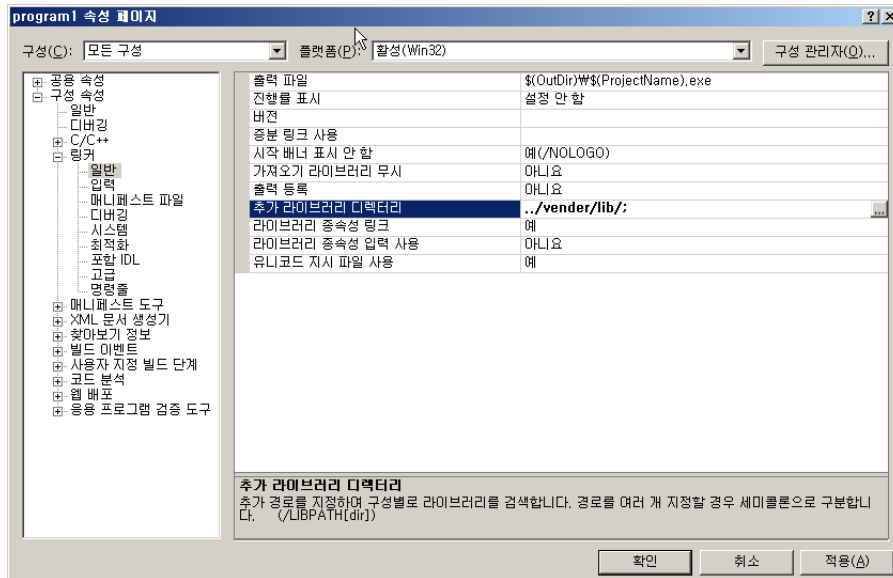 program1 속성 페이지
구성(C): 모든 구성 플랫폼(P): 활성(Win32) 구성 관리자(O)...
공용 속성
구성 속성
일반
디버깅
C/C++
링커
일반
입력
매니페스트 파일
디버깅
시스템
최적화
포함 IDL
고급
명령줄
매니페스트 도구
XML 문서 생성기
찾아보기 정보
빌드 이벤트
사용자 지정 빌드 단계
코드 분석
웹 배포
응용 프로그램 검증 도구
출력 파일 $(OutDir)₩$(ProjectName).exe
진행률 표시 설정 안 함
버전
증분 링크 사용
시작 배너 표시 안 함 예(/NOLOGO)
가져오기 라이브러리 무시 아니요
출력 등록 아니요
추가 라이브러리 디렉터리 ../vender/lib/; ...
라이브러리 종속성 링크 예
라이브러리 종속성 입력 사용 아니요
유니코드 지시 파일 사용 예
추가 라이브러리 디렉터리
추가 경로를 지정하여 구성별로 라이브러리를 검색합니다. 경로를 여러 개 지정할 경우 세미콜론으로 구분합니
다. (/LIBPATH[dir])
확인 취소 적용(A)